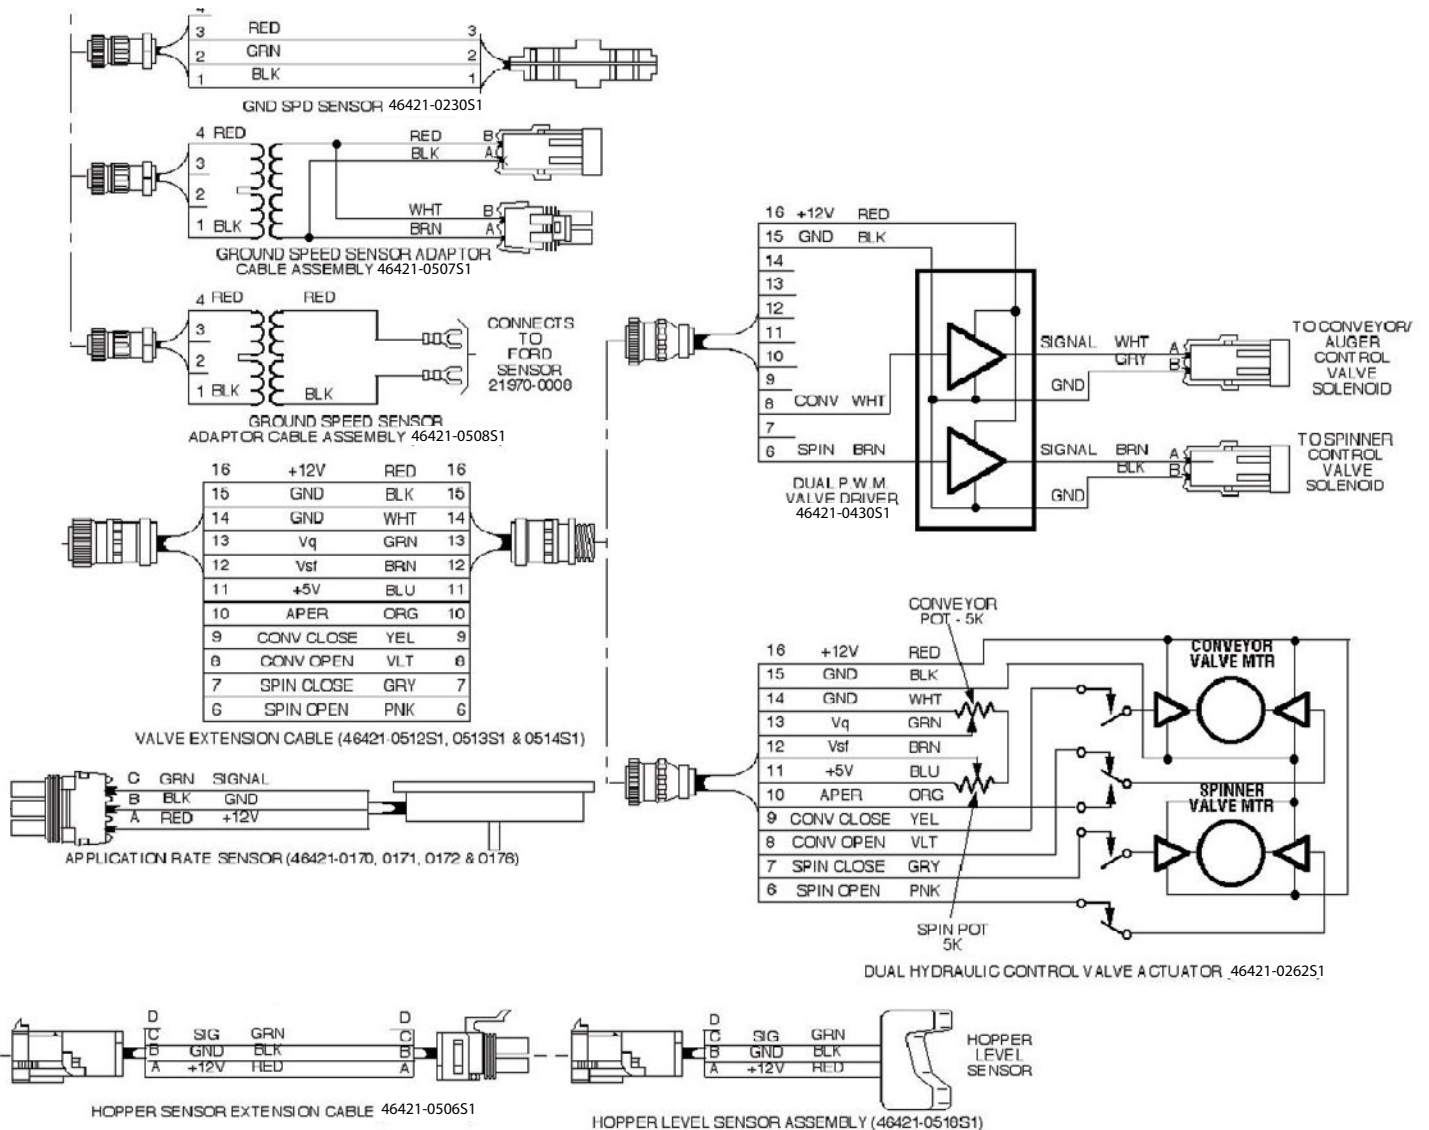 4
3 RED 3
2 GRN 2
1 BLK 1
GND SPD SENSOR 46421-0230S1
4 RED
3
2
1 BLK
RED B
BLK A
WHT B
BRN A
GROUND SPEED SENSOR ADAPTOR
CABLE ASSEMBLY 46421-0507S1
4 RED RED
3
2
1 BLK BLK
CONNECTS
TO
FORD
SENSOR
21970-0008
GROUND SPEED SENSOR
ADAPTOR CABLE ASSEMBLY 46421-0508S1
16 +12V RED
15 GND BLK
14
13
12
11
10
9
8 CONV WHT
7
6 SPIN BRN
DUAL P.W.M.
VALVE DRIVER
46421-0430S1
SIGNAL WHT A
GRY B
GND
TO CONVEYOR/
AUGER
CONTROL
VALVE
SOLENOID
SIGNAL BRN A
BLK B
GND
TO SPINNER
CONTROL
VALVE
SOLENOID
16 +12V RED 16
15 GND BLK 15
14 GND WHT 14
13 Vq GRN 13
12 Vsf BRN 12
11 +5V BLU 11
10 APER ORG 10
9 CONV CLOSE YEL 9
8 CONV OPEN VLT 8
7 SPIN CLOSE GRY 7
6 SPIN OPEN PNK 6
VALVE EXTENSION CABLE (46421-0512S1, 0513S1 & 0514S1)
C GRN SIGNAL
B BLK GND
A RED +12V
APPLICATION RATE SENSOR (46421-0170, 0171, 0172 & 0176)
CONVEYOR
POT - 5K
16 +12V RED
15 GND BLK
14 GND WHT
13 Vq GRN
12 Vsf BRN
11 +5V BLU
10 APER ORG
9 CONV CLOSE YEL
8 CONV OPEN VLT
7 SPIN CLOSE GRY
6 SPIN OPEN PNK
SPIN POT
5K
CONVEYOR
VALVE MTR
SPINNER
VALVE MTR
DUAL HYDRAULIC CONTROL VALVE ACTUATOR 46421-0262S1
D D
C SIG GRN C
B GND BLK B
A +12V RED A
HOPPER SENSOR EXTENSION CABLE 46421-0506S1
D
C SIG GRN
B GND BLK
A +12V RED
HOPPER
LEVEL
SENSOR
HOPPER LEVEL SENSOR ASSEMBLY (46421-0518S1)